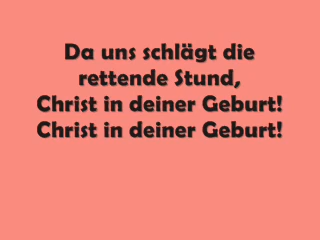 Da uns schlägt die
rettende Stund,
Christ in deiner Geburt!
Christ in deiner Geburt!